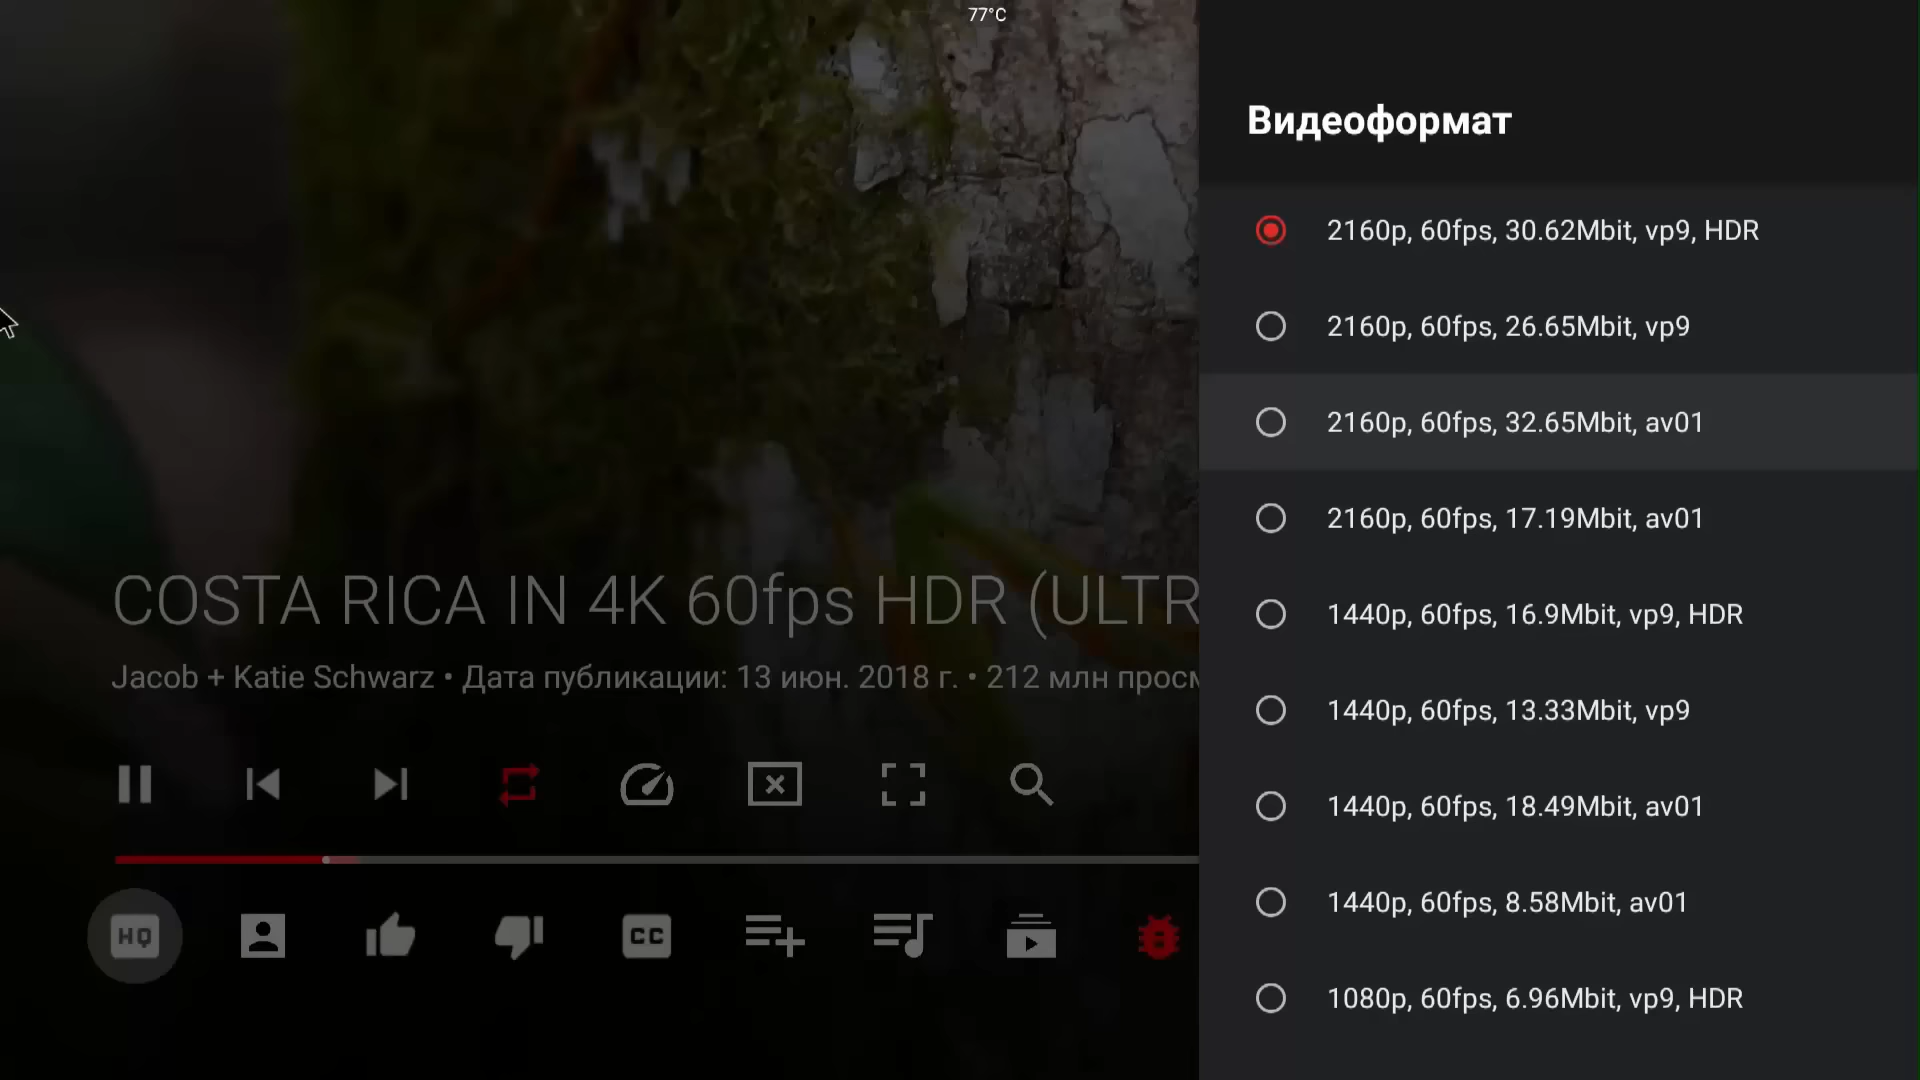 77°C
Видеоформат
2160p, 60fps, 30.62Mbit, vp9, HDR
2160p, 60fps, 26.65Mbit, vp9
2160p, 60fps, 32.65Mbit, av01
2160p, 60fps, 17.19Mbit, av01
1440p, 60fps, 16.9Mbit, vp9, HDR
1440p, 60fps, 13.33Mbit, vp9
1440p, 60fps, 18.49Mbit, av01
1440p, 60fps, 8.58Mbit, av01
1080p, 60fps, 6.96Mbit, vp9, HDR
COSTA RICA IN 4K 60fps HDR (ULTR
Jacob + Katie Schwarz • Дата публикации: 13 июн. 2018 г. • 212 млн просм
HQ
CC